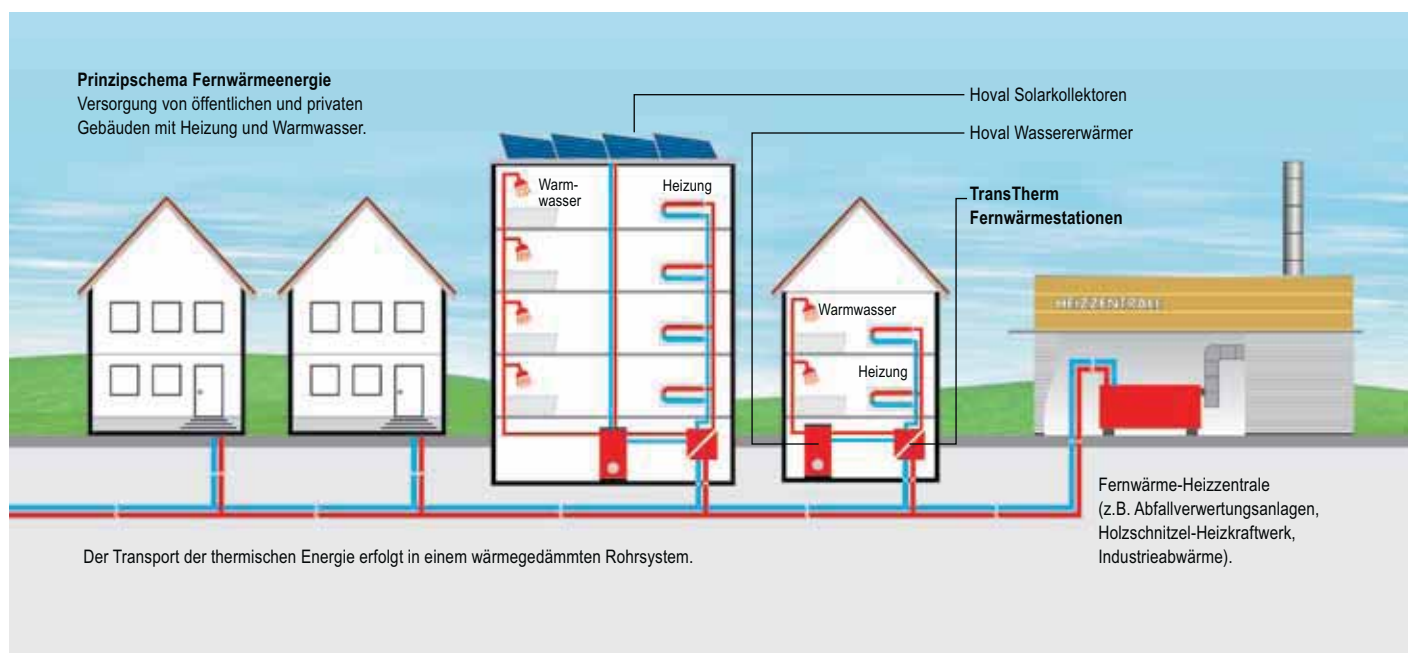 Prinzipschema Fernwärmeenergie
Versorgung von öffentlichen und privaten
Gebäuden mit Heizung und Warmwasser.
Hoval Solarkollektoren
Hoval Wassererwärmer
TransTherm
Fernwärmestationen
Warm-
wasser
Heizung
Warmwasser
Heizung
HEIZZENTRALE
Fernwärme-Heizzentrale
(z.B. Abfallverwertungsanlagen,
Holzschnitzel-Heizkraftwerk,
Industrieabwärme).
Der Transport der thermischen Energie erfolgt in einem wärmegedämmten Rohrsystem.